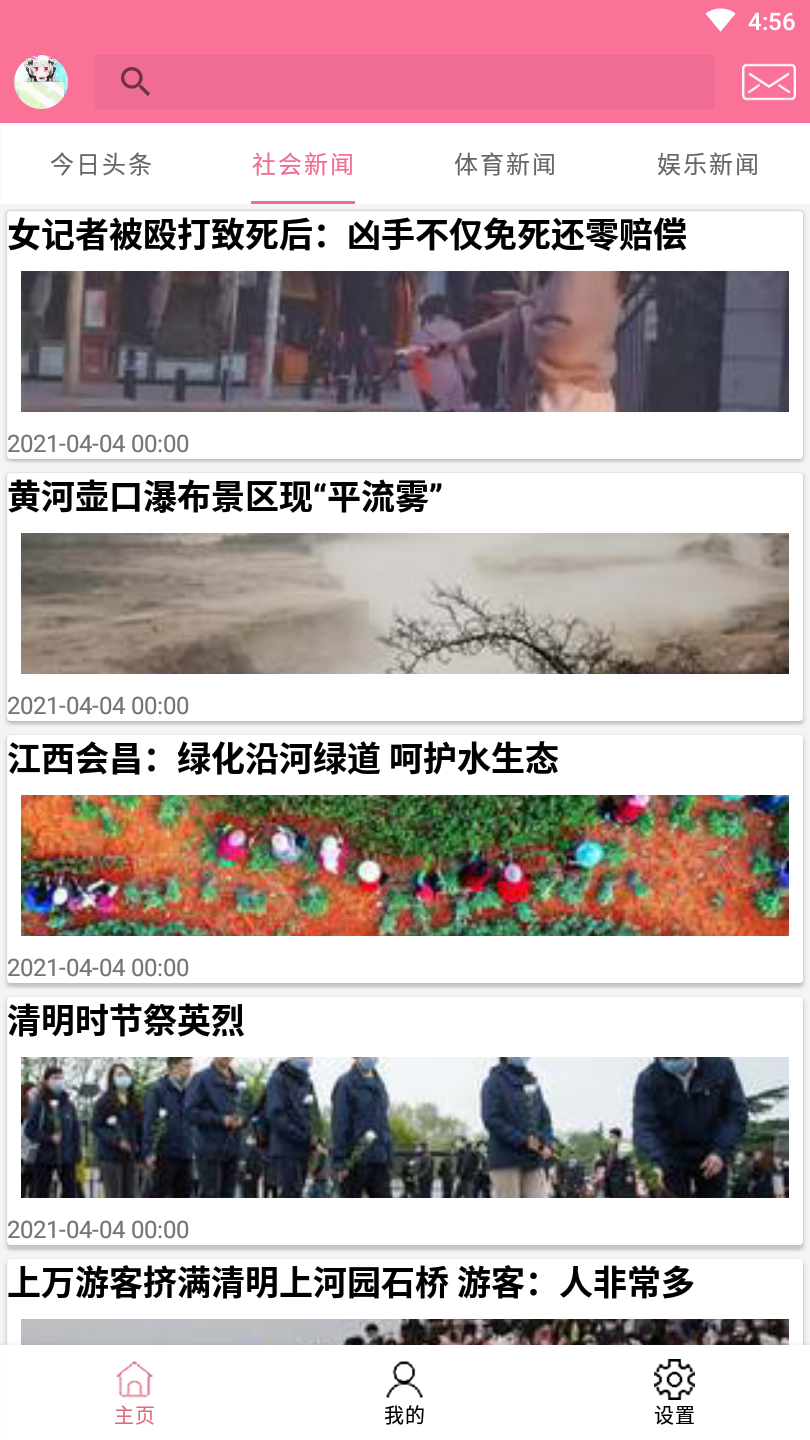 4:56
今日头条
社会新闻
体育新闻
娱乐新闻
女记者被殴打致死后：凶手不仅免死还零赔偿
2021-04-04 00:00
黄河壶口瀑布景区现“平流雾”
2021-04-04 00:00
江西会昌：绿化沿河绿道 呵护水生态
2021-04-04 00:00
清明时节祭英烈
2021-04-04 00:00
上万游客挤满清明上河园石桥 游客：人非常多
主页
我的
设置